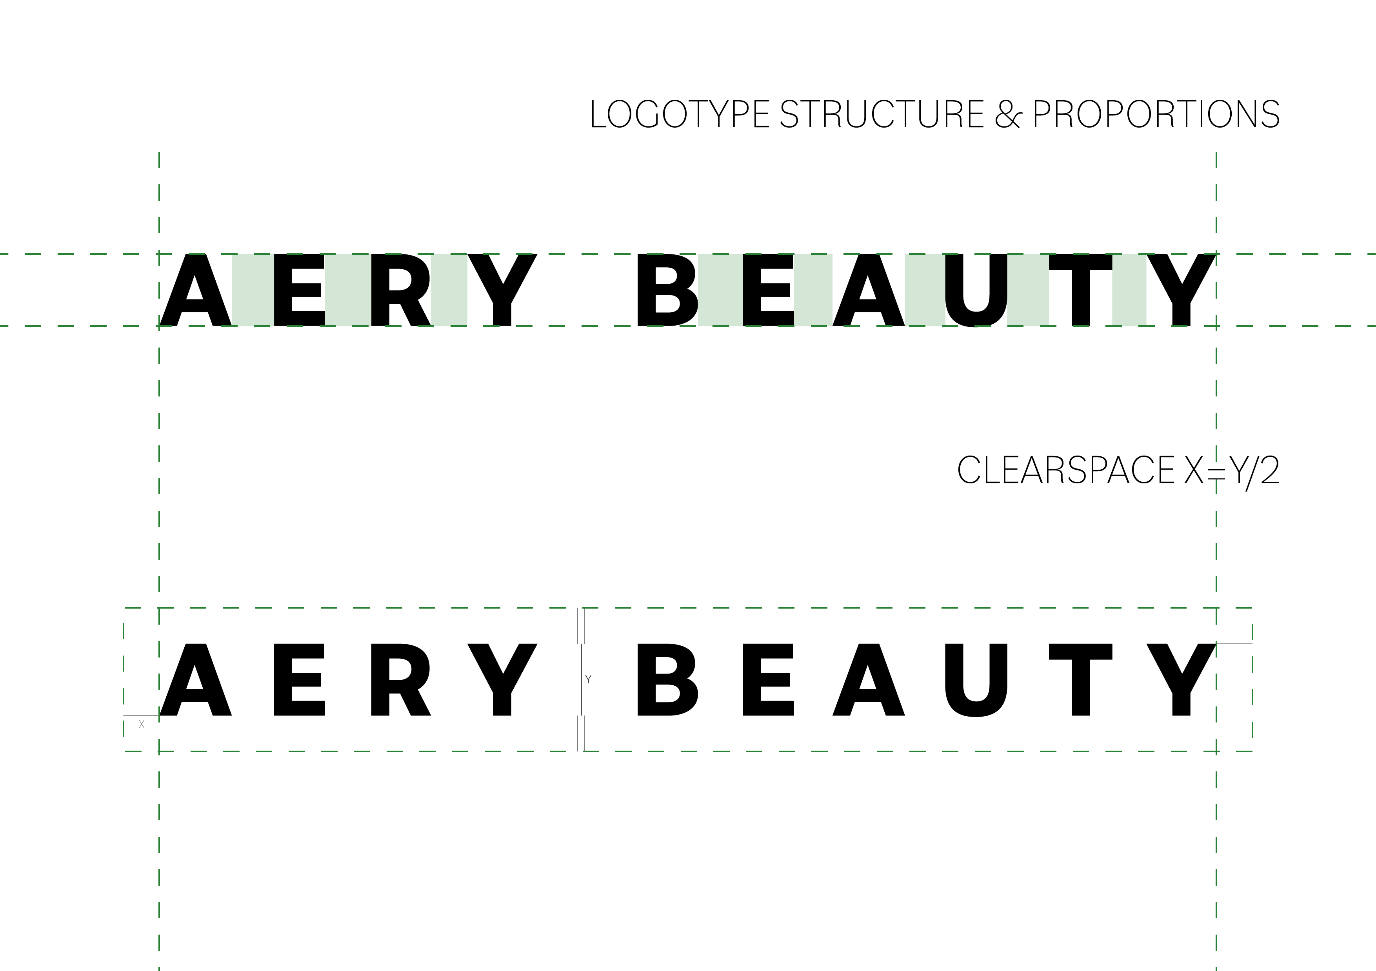 LOGOTYPE STRUCTURE & PROPORTIONS
AERY BEAUTY
CLEARSPACE X=Y/2
AERY BEAUTY
Y
X